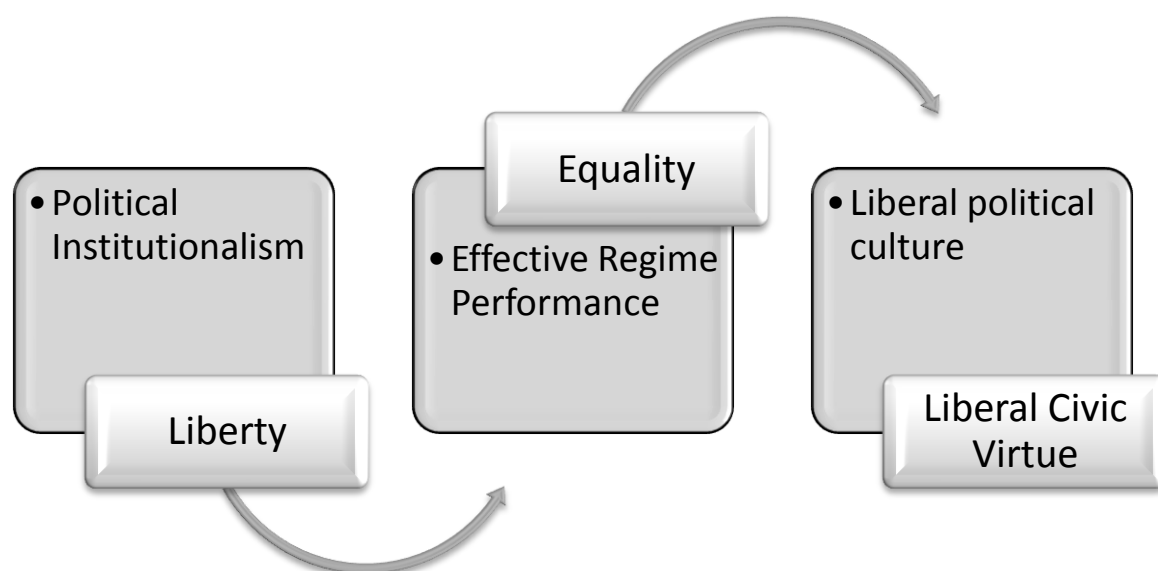 • Political
Institutionalism
Liberty
Equality
• Effective Regime
Performance
• Liberal political
culture
Liberal Civic
Virtue